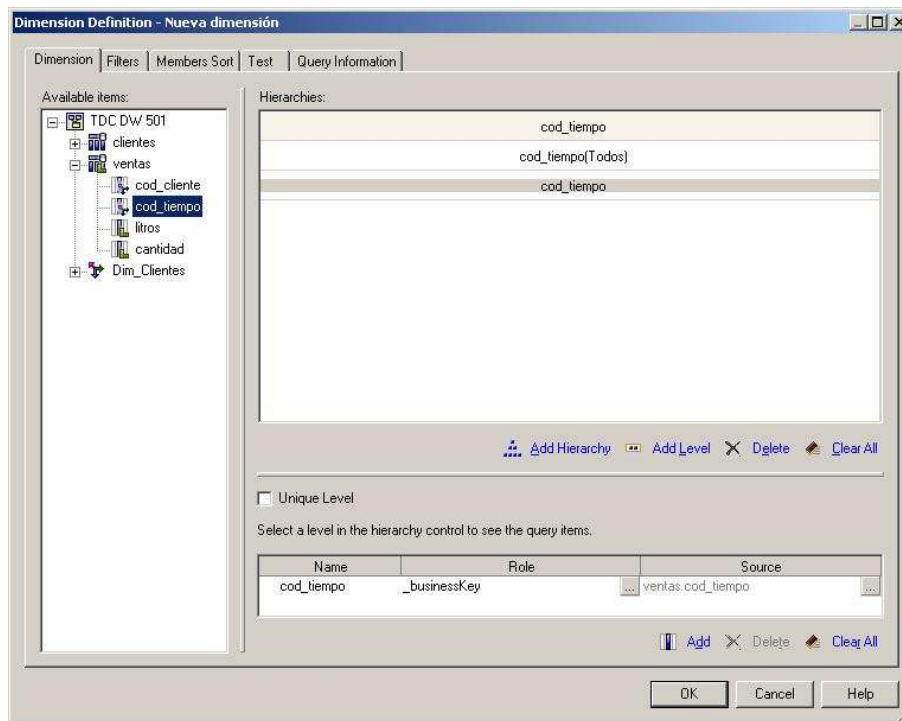 Dimension Definition - Nueva dimensión
Dimension Filters Members Sort Test Query Information
Available items:
TDC DW 501
clientes
ventas
cod_cliente
cod_tiempo
litros
cantidad
Dim_Clientes
Hierarchies:
cod_tiempo
cod_tiempo(Todos)
cod_tiempo
Add Hierarchy Add Level Delete Clear All
Unique Level
Select a level in the hierarchy control to see the query items.
Name Role Source
cod_tiempo _businessKey ... ventas.cod_tiempo ...
Add Delete Clear All
OK Cancel Help